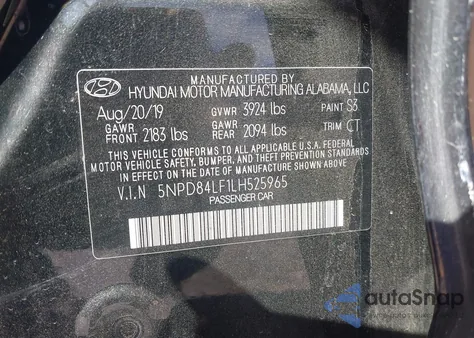 MANUFACTURED BY
HYUNDAI MOTOR MANUFACTURING ALABAMA, LLC
Aug/20/19 GVWR 3924 lbs PAINT S3
GAWR FRONT 2183 lbs GAWR REAR 2094 lbs TRIM CT
THIS VEHICLE CONFORMS TO ALL APPLICABLE U.S.A FEDERAL
MOTOR VEHICLE SAFETY, BUMPER, AND THEFT PREVENTION STANDARDS
IN EFFECT ON THE DATE OF MANUFACTURE SHOWN ABOVE.
V.I.N 5NPD84LF1LH525965
PASSENGER CAR
autoSnap